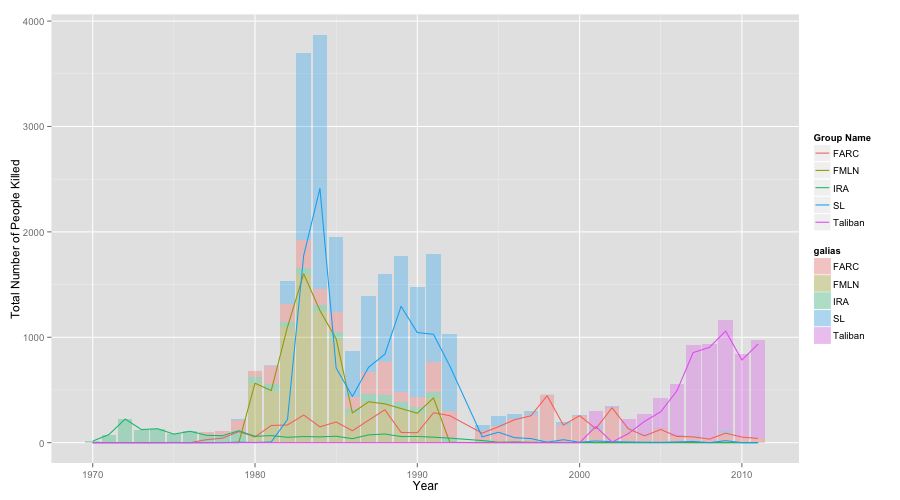 4000
3000
2000
1000
0
Total Number of People Killed
1970
1980
1990
2000
2010
Year
Group Name
FARC
FMLN
IRA
SL
Taliban
galias
FARC
FMLN
IRA
SL
Taliban